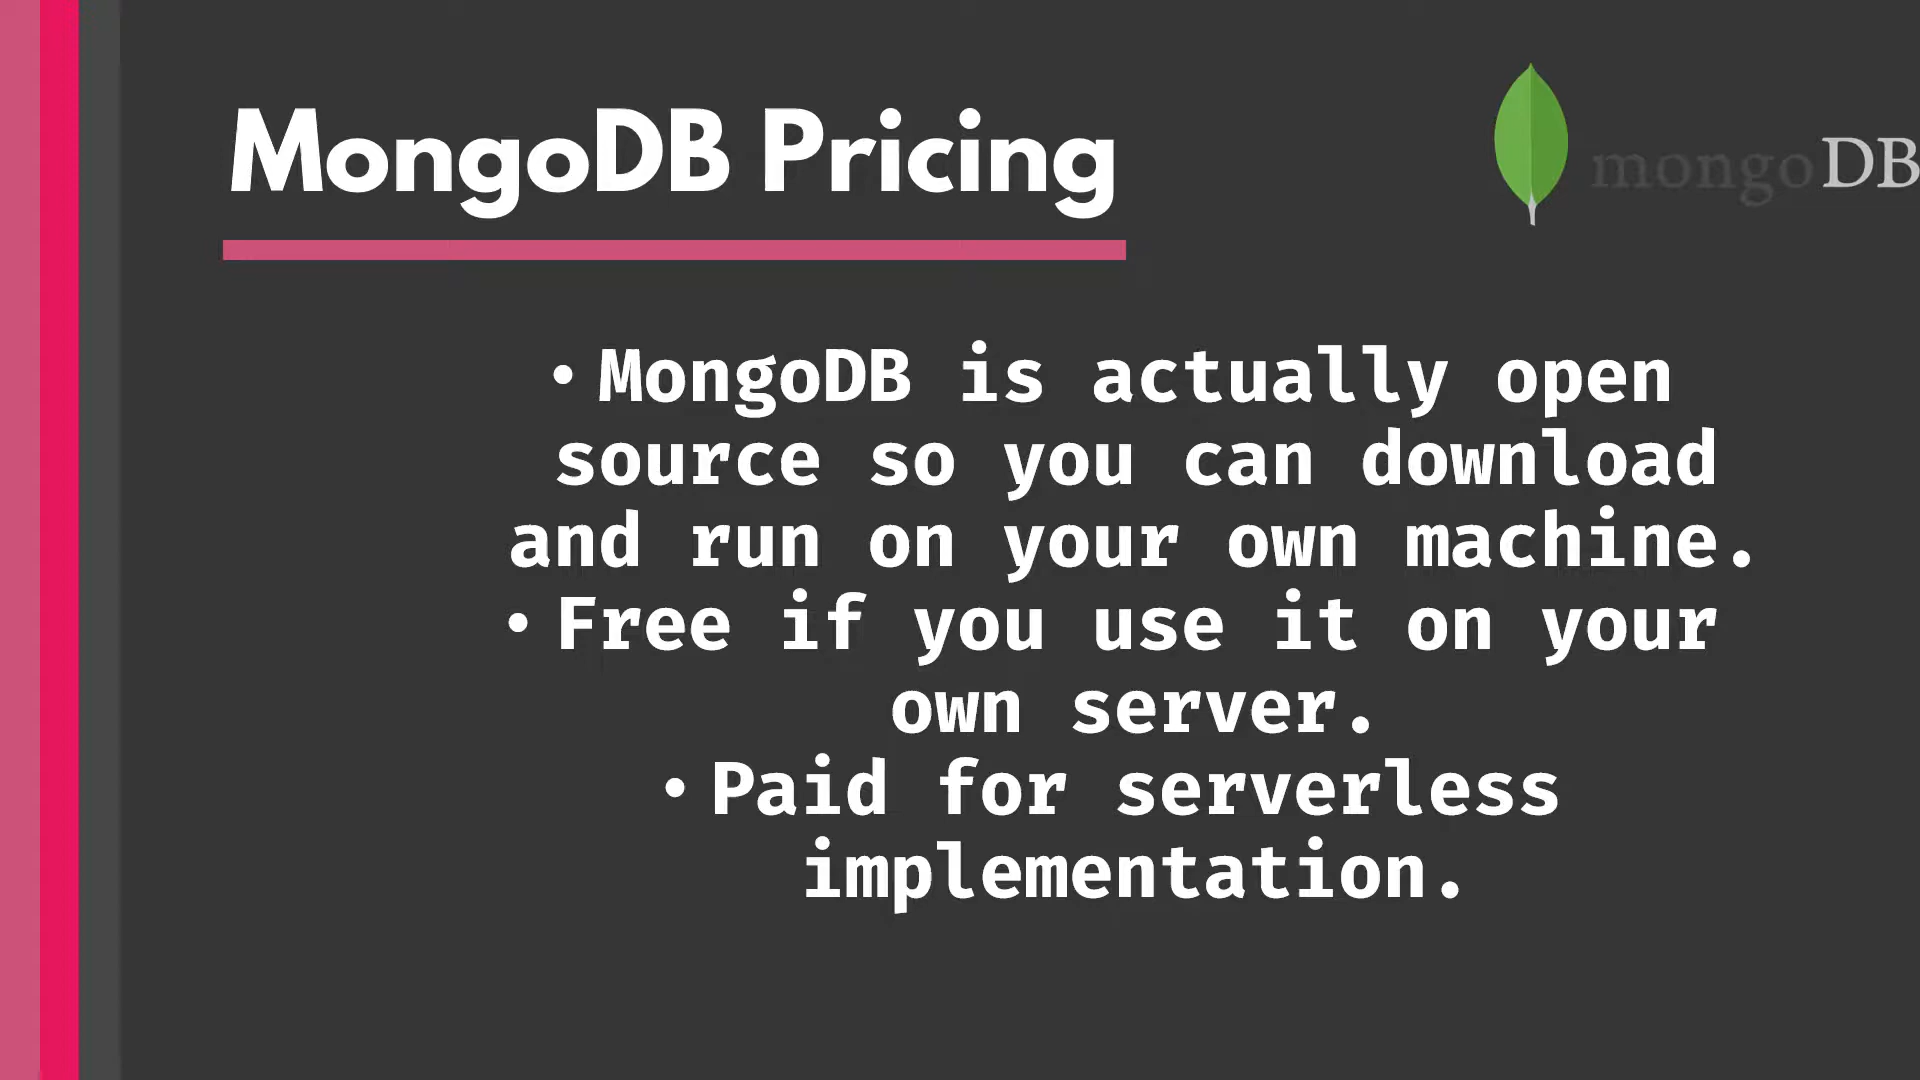 MongoDB Pricing
mongoDB
• MongoDB is actually open
source so you can download
and run on your own machine.
• Free if you use it on your
own server.
• Paid for serverless
implementation.